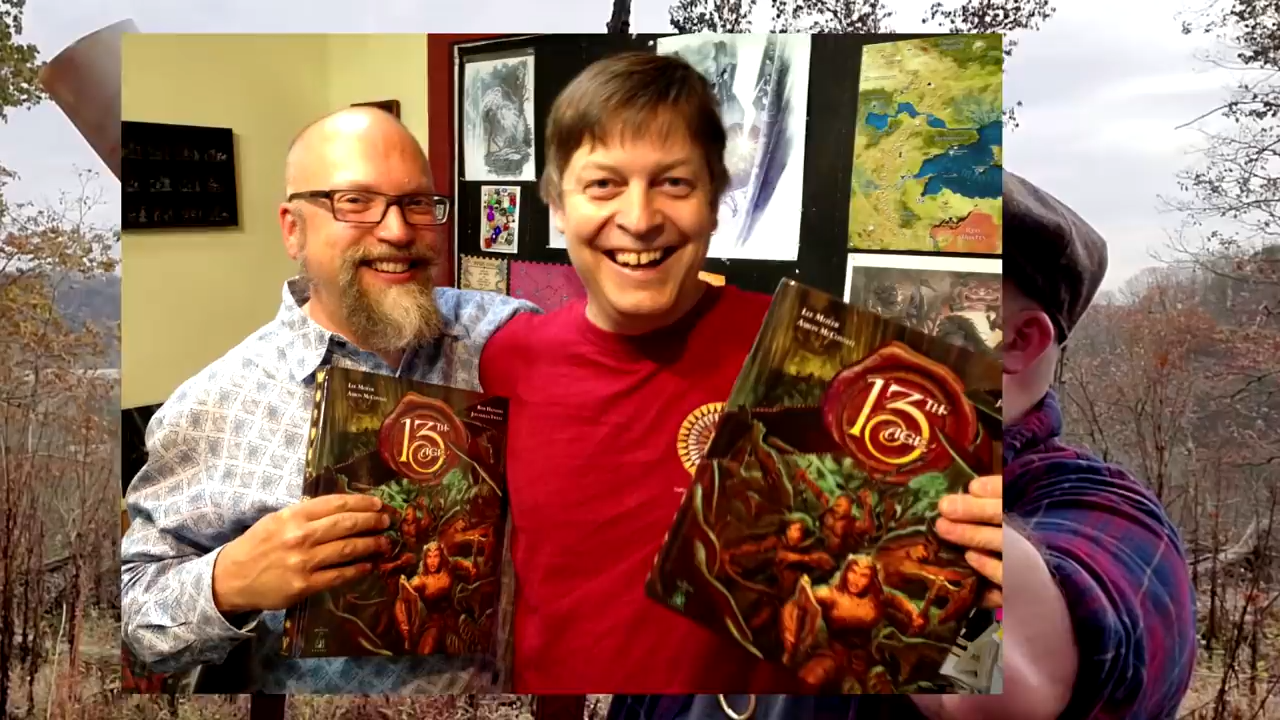 LEE MOYER
AARON MCCONNELL
13TH
AGE
LEE MOYER
AARON MCCONNELL
ROB HEINSOO
JONATHAN TWEET
13TH
AGE